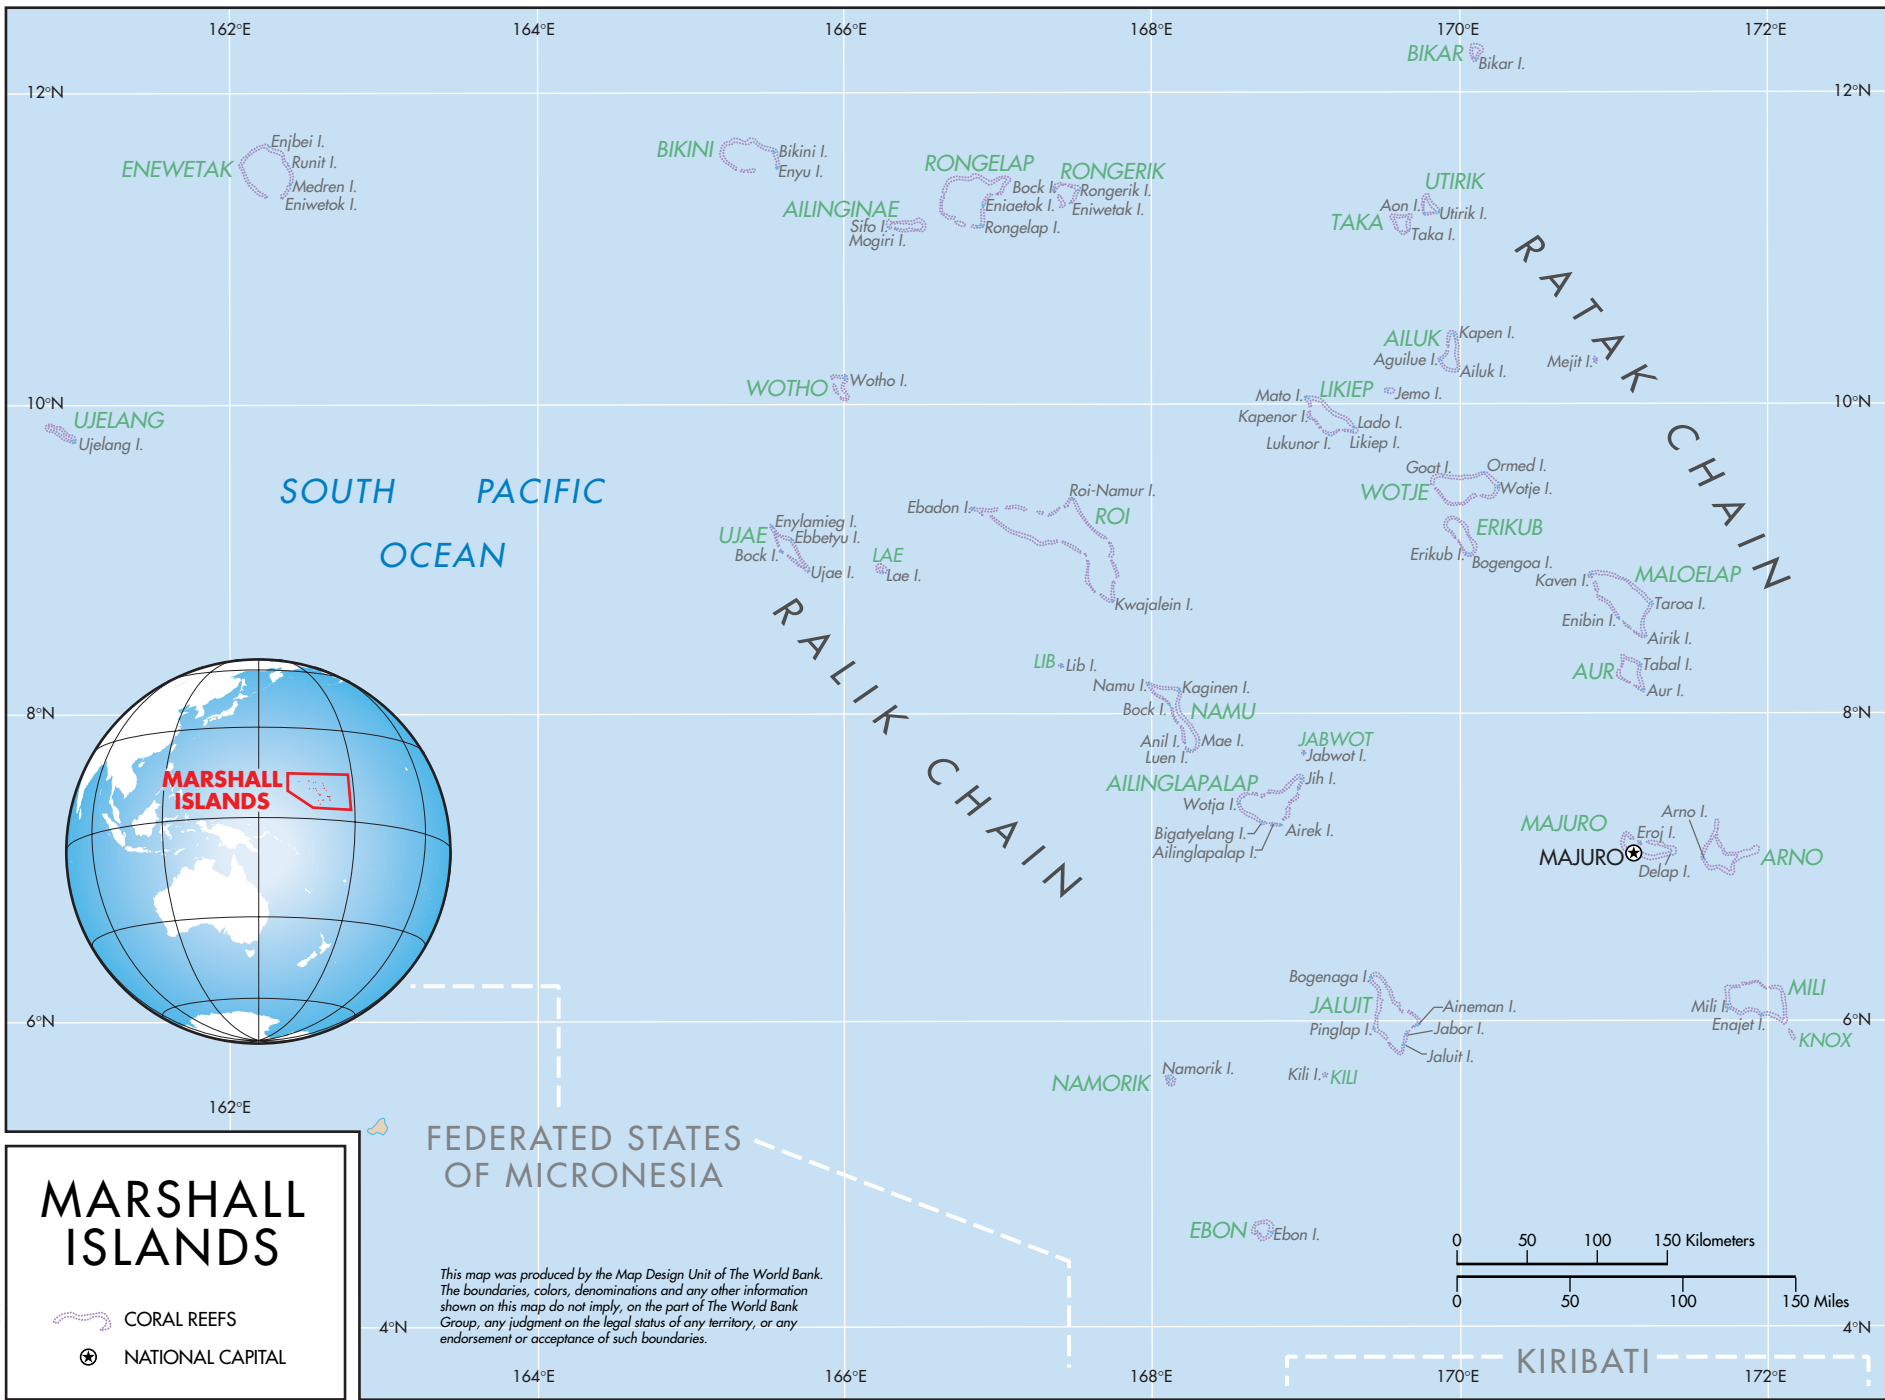 162°E
164°E
166°E
168°E
170°E
172°E
BIKAR
Bikar I.
12°N
12°N
Enjbei I.
ENEWETAK
Runit I.
Medren I.
Eniwetok I.
BIKINI
Bikini I.
Enyu I.
RONGELAP
RONGERIK
Bock I.
Rongerik I.
Eniaetok I.
Eniwetak I.
AILINGINAE
Sifo I.
Mogiri I.
Rongelap I.
UTIRIK
Aon I.
Utirik I.
TAKA
Taka I.
RATAK CHAIN
AILUK
Kapen I.
Aguilue I.
Ailuk I.
Mejit I.
WOTHO
Wotho I.
LIKIEP
Mato I.
Jemo I.
10°N
10°N
Kapenor I.
Lado I.
Lukunor I.
Likiep I.
UJELANG
Ujelang I.
Goat I.
Ormed I.
WOTJE
Wotje I.
SOUTH PACIFIC
OCEAN
Roi-Namur I.
Ebadon I.
ROI
Enylamieg I.
UJAE
Ebbetyu I.
Bock I.
Ujae I.
LAE
Lae I.
ERIKUB
Erikub I.
Bogengoa I.
Kaven I.
MALOELAP
Kwajalein I.
Taroa I.
Enibin I.
Airik I.
RALIK CHAIN
LIB
Lib I.
AUR
Tabal I.
Aur I.
Namu I.
Kaginen I.
Bock I.
NAMU
8°N
8°N
Anil I.
Mae I.
Luen I.
JABWOT
Jabwot I.
MARSHALL
ISLANDS
AILINGLAPALAP
Jih I.
Wotja I.
Bigatyelang I.
Airek I.
Ailinglapalap I.
MAJURO
Arno I.
Eroj I.
MAJURO
Delap I.
ARNO
Bogenaga I.
JALUIT
Aineman I.
Pinglap I.
Jabor I.
Jaluit I.
MILI
Mili I.
Enajet I.
6°N
6°N
KNOX
NAMORIK
Namorik I.
Kili I.
KILI
162°E
FEDERATED STATES
OF MICRONESIA
EBON
Ebon I.
MARSHALL
ISLANDS
CORAL REEFS
NATIONAL CAPITAL
This map was produced by the Map Design Unit of The World Bank.
The boundaries, colors, denominations and any other information
shown on this map do not imply, on the part of The World Bank
Group, any judgment on the legal status of any territory, or any
endorsement or acceptance of such boundaries.
0 50 100 150 Kilometers
0 50 100 150 Miles
4°N
4°N
KIRIBATI
164°E
166°E
168°E
170°E
172°E